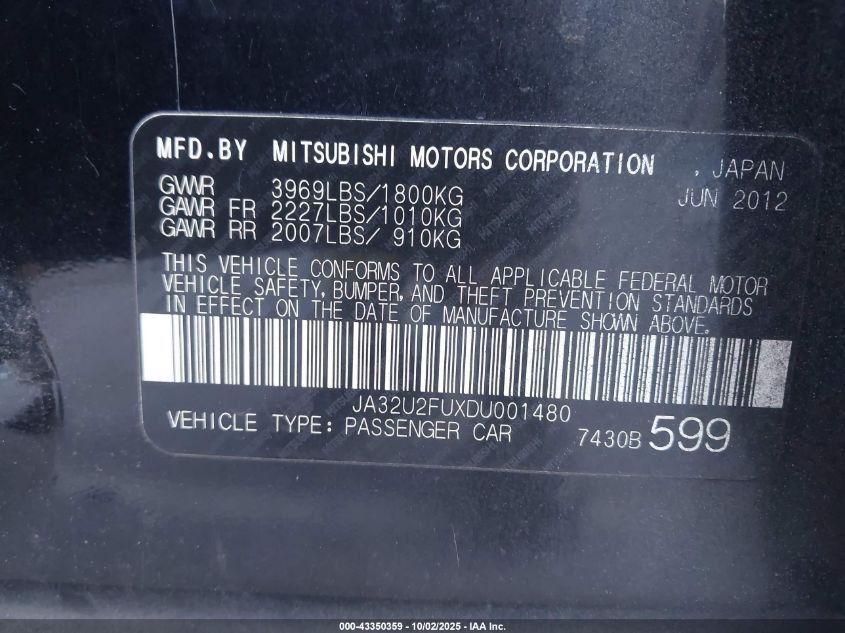 MFD.BY MITSUBISHI MOTORS CORPORATION , JAPAN
GVWR 3969LBS/1800KG JUN 2012
GAWR FR 2227LBS/1010KG
GAWR RR 2007LBS/ 910KG
THIS VEHICLE CONFORMS TO ALL APPLICABLE FEDERAL MOTOR
VEHICLE SAFETY, BUMPER, AND THEFT PREVENTION STANDARDS
IN EFFECT ON THE DATE OF MANUFACTURE SHOWN ABOVE.
JA32U2FUXDU001480
VEHICLE TYPE: PASSENGER CAR 7430B 599
000-43350359 - 10/02/2025 - IAA Inc.